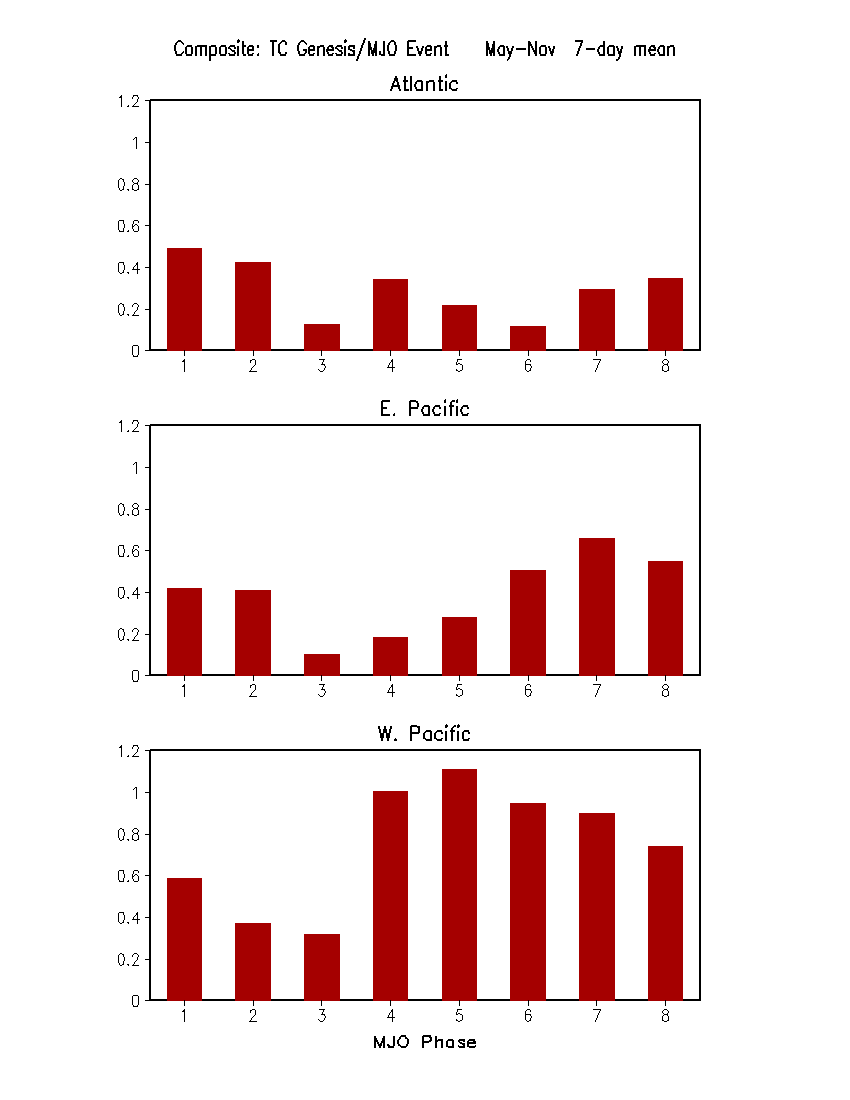 Composite: TC Genesis/MJO Event May-Nov 7-day mean
Atlantic
1.2
1
0.8
0.6
0.4
0.2
0
1 2 3 4 5 6 7 8
E. Pacific
1.2
1
0.8
0.6
0.4
0.2
0
1 2 3 4 5 6 7 8
W. Pacific
1.2
1
0.8
0.6
0.4
0.2
0
1 2 3 4 5 6 7 8
MJO Phase